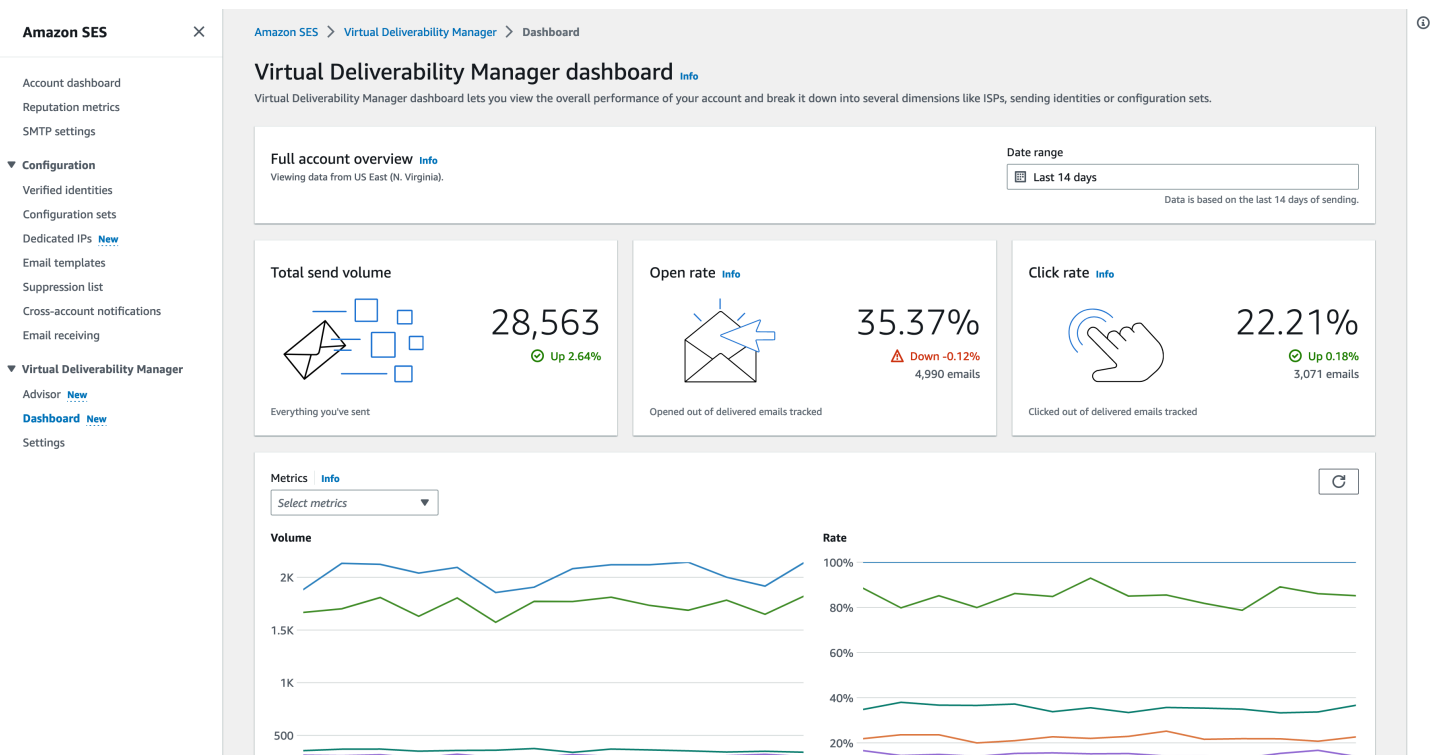 Amazon SES
Account dashboard
Reputation metrics
SMTP settings
Configuration
Verified identities
Configuration sets
Dedicated IPs New
Email templates
Suppression list
Cross-account notifications
Email receiving
Virtual Deliverability Manager
Advisor New
Dashboard New
Settings
Amazon SES > Virtual Deliverability Manager > Dashboard
Virtual Deliverability Manager dashboard Info
Virtual Deliverability Manager dashboard lets you view the overall performance of your account and break it down into several dimensions like ISPs, sending identities or configuration sets.
Full account overview Info
Viewing data from US East (N. Virginia).
Date range
Last 14 days
Data is based on the last 14 days of sending.
Total send volume
28,563
Up 2.64%
Everything you've sent
Open rate Info
35.37%
Down -0.12%
4,990 emails
Opened out of delivered emails tracked
Click rate Info
22.21%
Up 0.18%
3,071 emails
Clicked out of delivered emails tracked
Metrics Info
Select metrics
Volume
2K
1.5K
1K
500
Rate
100%
80%
60%
40%
20%